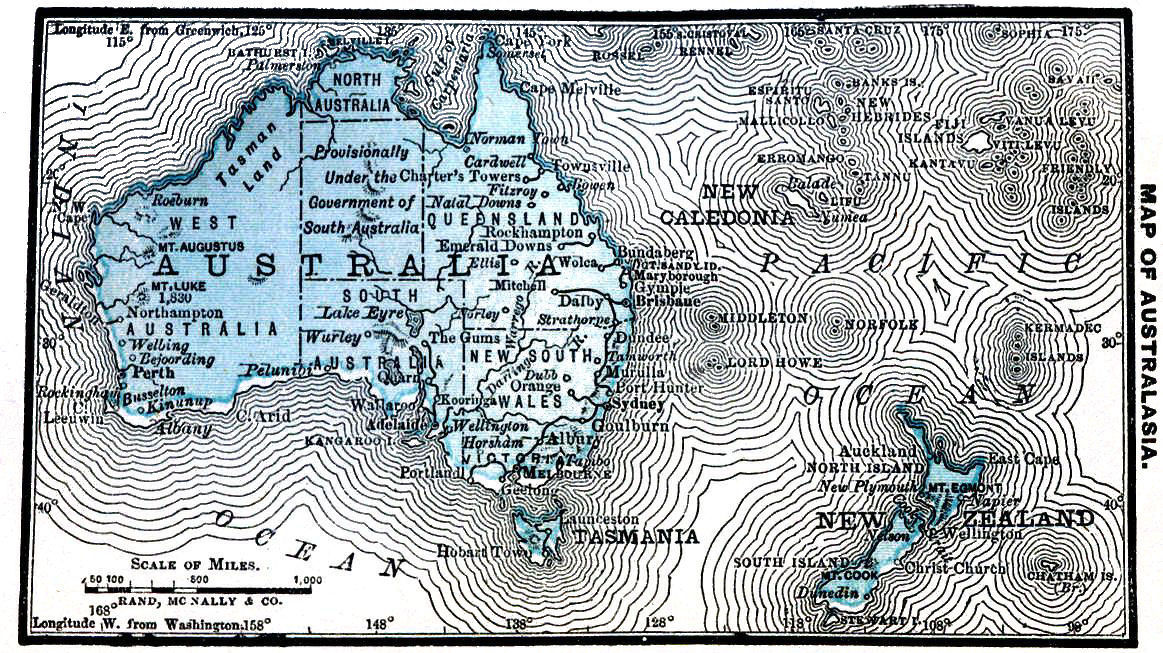 Longitude E. from Greenwich, 125° 135° 145° 155° 165° 175° 175°
115°
MELVILLE I.
BATHURST I.
Palmerston
Gulf of
Carpentaria
Cape York
Somerset
ROSSEL
S. CRISTOVAL
RENNEL
SANTA CRUZ
SOPHIA
NORTH
AUSTRALIA
Cape Melville
ESPIRITU
SANTO
BANKS IS.
NEW
HEBRIDES
MALLICOLLO
SAVAII
FIJI
ISLANDS
VANUA LEVU
VITI LEVU
KANTAVU
FRIENDLY
ISLANDS
ERROMANGO
TANNU
Tasman
Land
Provisionally
Under the
Government of
South Australia
Norman Town
Cardwell
Townsville
Charter's Towers
Fitzroy
Bowen
Natal Downs
QUEENSLAND
Rockhampton
Emerald Downs
Ellis
Wolca
Bundaberg
GT. SANDY ID.
Maryborough
Gympie
Brisbane
Mitchell
Dalby
NEW
CALEDONIA
LIFU
Numea
20°
20°
N W
Cape
Roeburn
WEST
AUSTRALIA
MT. AUGUSTUS
MT. LUKE
1,830
AUSTRALIA
PACIFIC
OCEAN
INDIAN
OCEAN
Geraldton
Northampton
SOUTH
AUSTRALIA
Lake Eyre
Wurley
Warrego R.
Strathorpe
MIDDLETON
NORFOLK
KERMADEC
ISLANDS
30°
30°
Welbing
Bejoording
Perth
Rockingham
Busselton
Kinunup
C.
Leeuwin
Albany
C. Arid
The Gums
NEW SOUTH
WALES
Darling R.
Dundee
Tamworth
Port Hunter
LORD HOWE
Dubb
Orange
Sydney
Kooringa
Wallaroo
Adelaide
KANGAROO I.
Wellington
Goulburn
Horsham
Albury
VICTORIA
Portland
MELBOURNE
Geelong
Launceston
TASMANIA
Hobart Town
Auckland
NORTH ISLAND
East Cape
New Plymouth
MT. EGMONT
Napier
NEW ZEALAND
Nelson
Wellington
SOUTH ISLAND
MT. COOK
Christ Church
Dunedin
STEWART I.
CHATHAM IS.
(Br.)
40°
40°
SCALE OF MILES.
50 100 500 1,000
RAND, MCNALLY & CO.
168°
Longitude W. from Washington. 158° 148° 138° 128° 118° 108° 98°
MAP OF AUSTRALASIA.